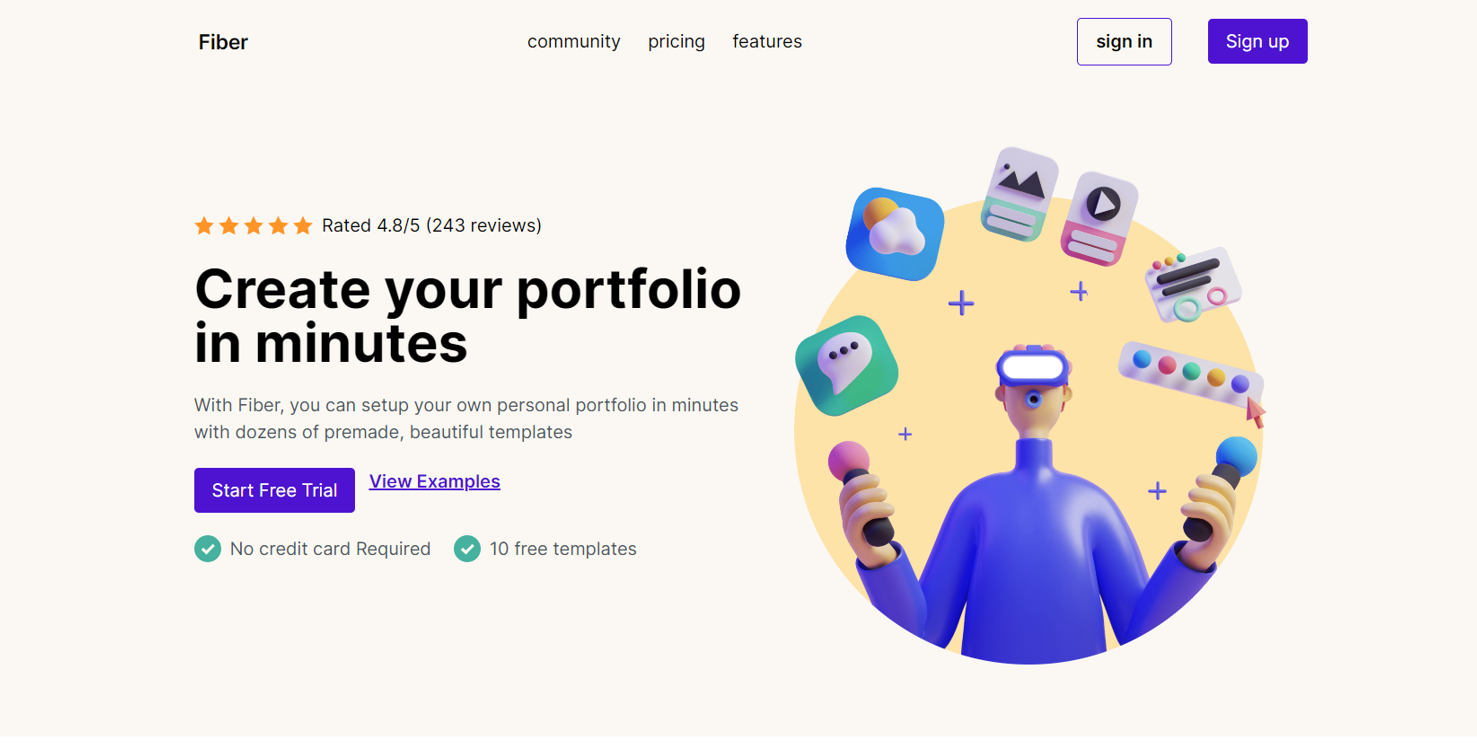 Fiber
community pricing features
sign in
Sign up
Rated 4.8/5 (243 reviews)
Create your portfolio
in minutes
With Fiber, you can setup your own personal portfolio in minutes
with dozens of premade, beautiful templates
Start Free Trial
View Examples
No credit card Required
10 free templates